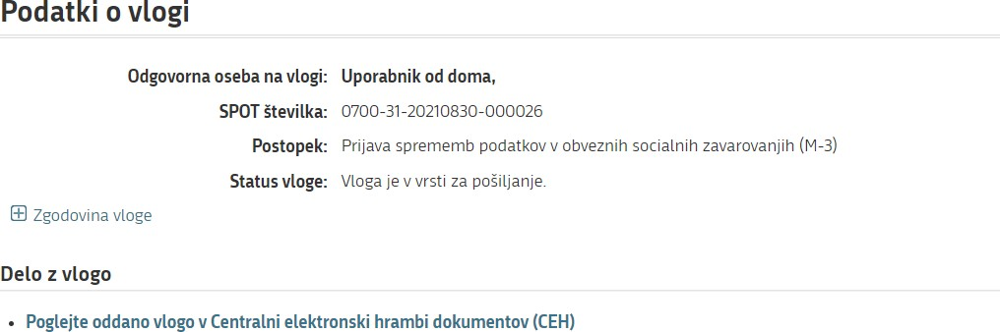 Podatki o vlogi
Odgovorna oseba na vlogi: Uporabnik od doma,
SPOT številka: 0700-31-20210830-000026
Postopek: Prijava sprememb podatkov v obveznih socialnih zavarovanjih (M-3)
Status vloge: Vloga je v vrsti za pošiljanje.
Zgodovina vloge
Delo z vlogo
• Poglejte oddano vlogo v Centralni elektronski hrambi dokumentov (CEH)